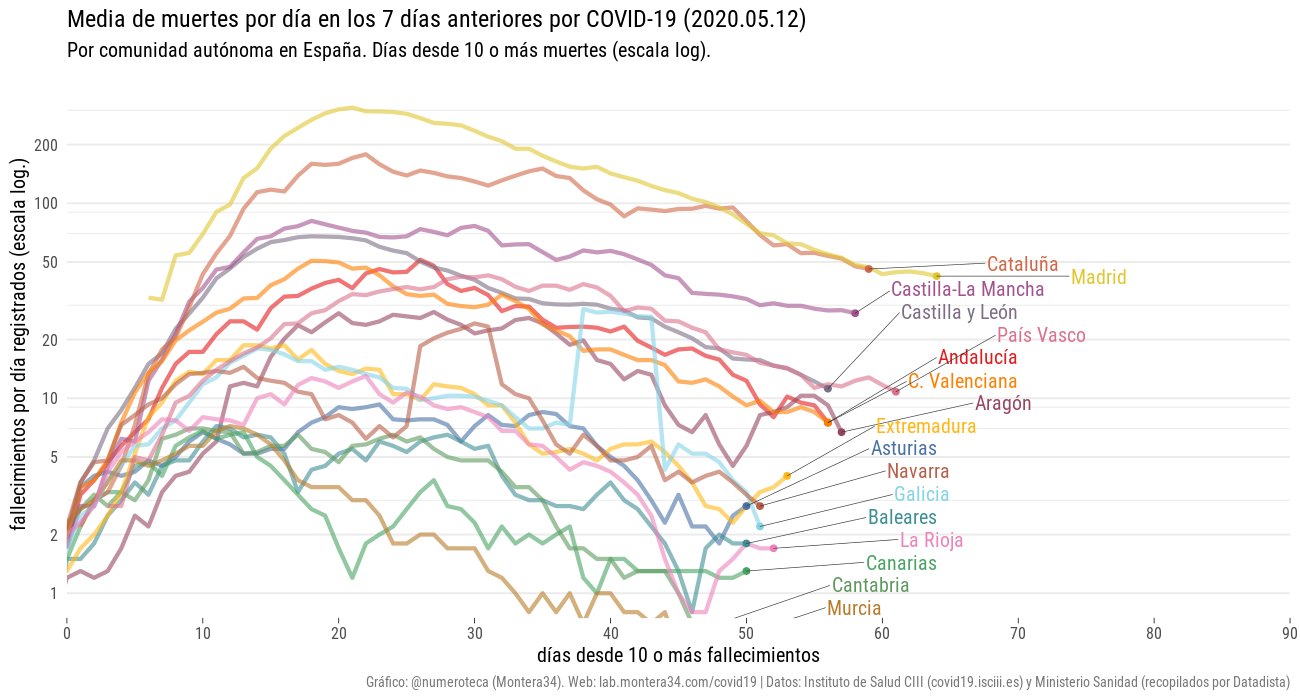 Media de muertes por día en los 7 días anteriores por COVID-19 (2020.05.12)
Por comunidad autónoma en España. Días desde 10 o más muertes (escala log).
fallecimientos por día registrados (escala log.)
200
100
50
20
10
5
2
1
Cataluña
Madrid
Castilla-La Mancha
Castilla y León
País Vasco
Andalucía
C. Valenciana
Aragón
Extremadura
Asturias
Navarra
Galicia
Baleares
La Rioja
Canarias
Cantabria
Murcia
0 10 20 30 40 50 60 70 80 90
días desde 10 o más fallecimientos
Gráfico: @numeroteca (Montera34). Web: lab.montera34.com/covid19 | Datos: Instituto de Salud CIII (covid19.isciii.es) y Ministerio Sanidad (recopilados por Datadista)